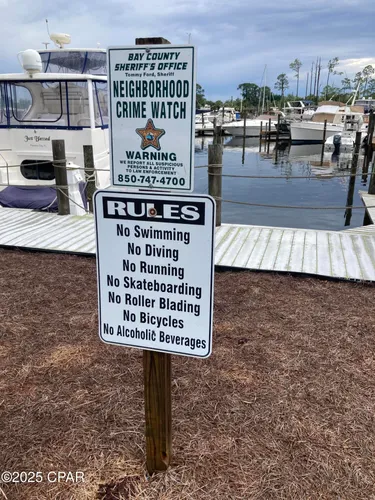 BAY COUNTY
SHERIFF'S OFFICE
Tommy Ford, Sheriff
NEIGHBORHOOD
CRIME WATCH
WARNING
WE REPORT ALL SUSPICIOUS
PERSONS & ACTIVITY
TO LAW ENFORCEMENT
850-747-4700
RULES
No Swimming
No Diving
No Running
No Skateboarding
No Roller Blading
No Bicycles
No Alcoholic Beverages
©2025 CPAR